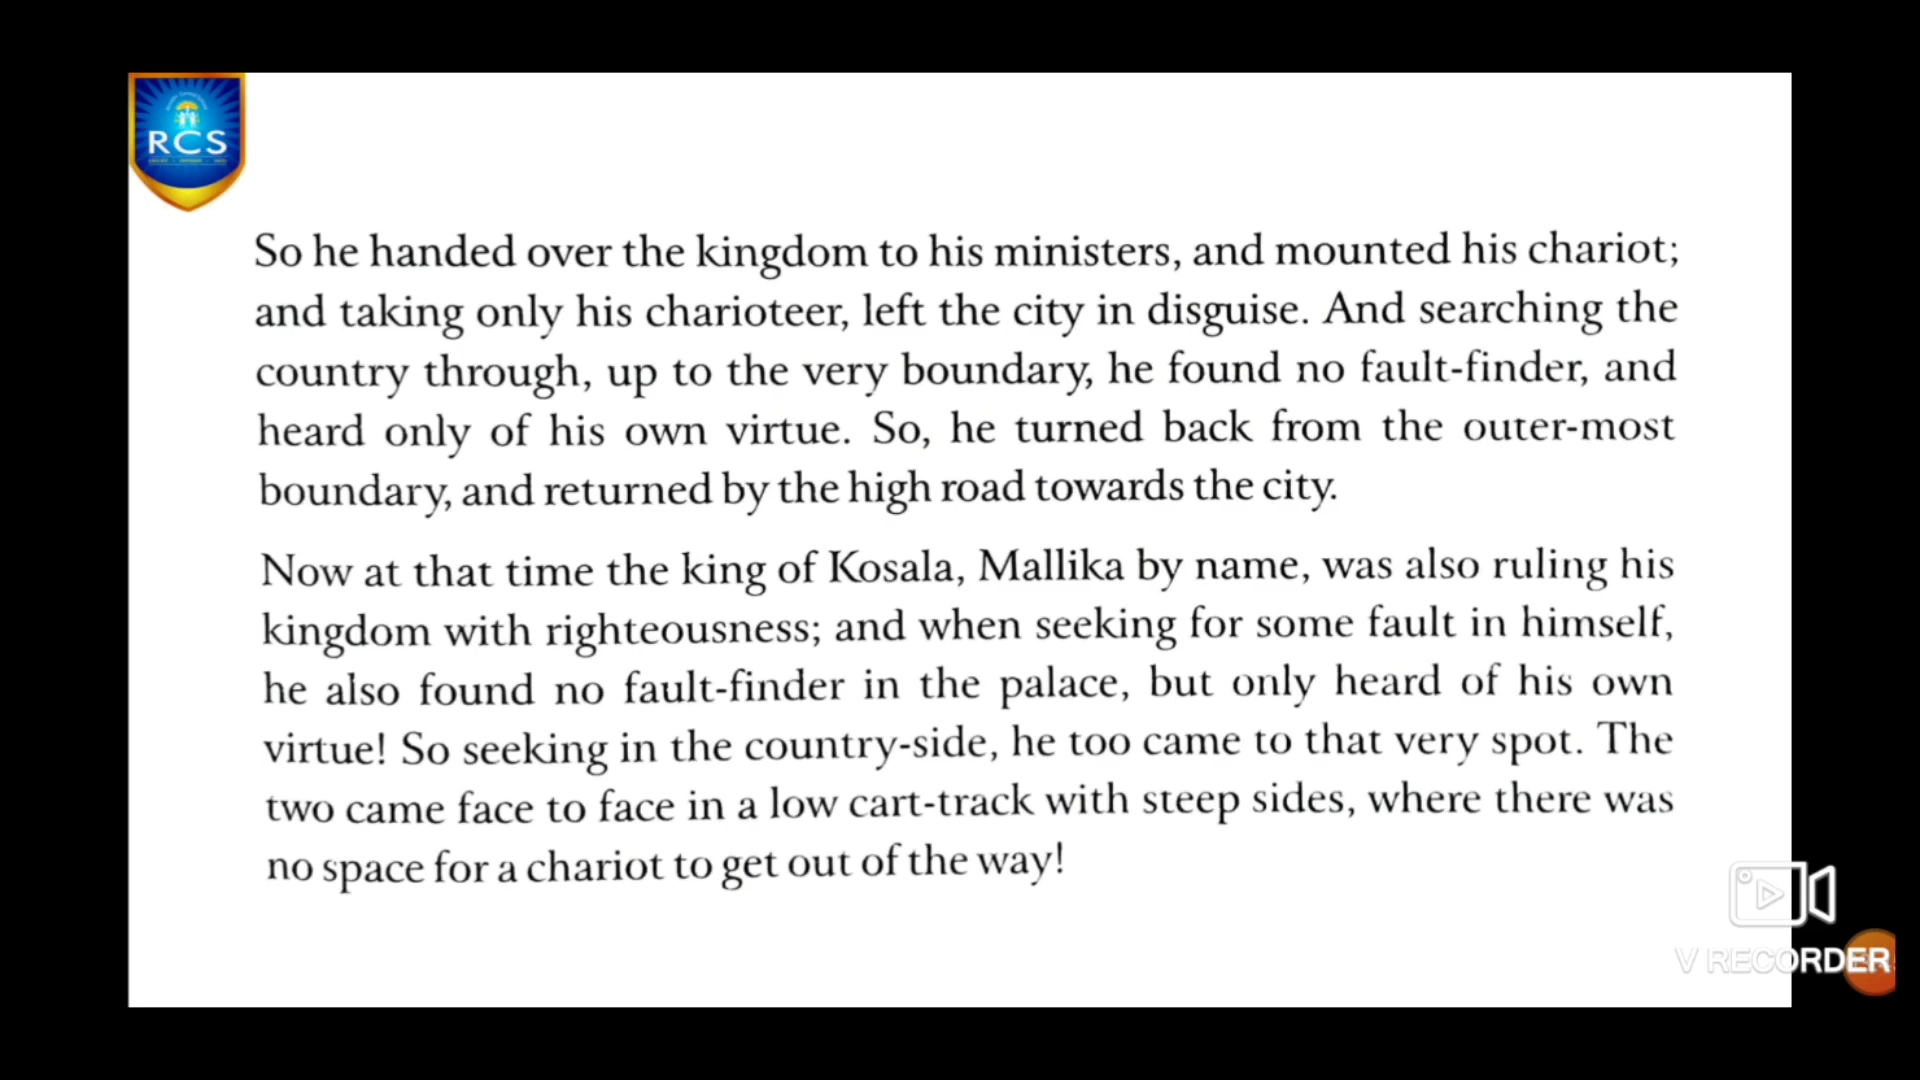 RCS
So he handed over the kingdom to his ministers, and mounted his chariot;
and taking only his charioteer, left the city in disguise. And searching the
country through, up to the very boundary, he found no fault-finder, and
heard only of his own virtue. So, he turned back from the outer-most
boundary, and returned by the high road towards the city.
Now at that time the king of Kosala, Mallika by name, was also ruling his
kingdom with righteousness; and when seeking for some fault in himself,
he also found no fault-finder in the palace, but only heard of his own
virtue! So seeking in the country-side, he too came to that very spot. The
two came face to face in a low cart-track with steep sides, where there was
no space for a chariot to get out of the way!
V RECORDER